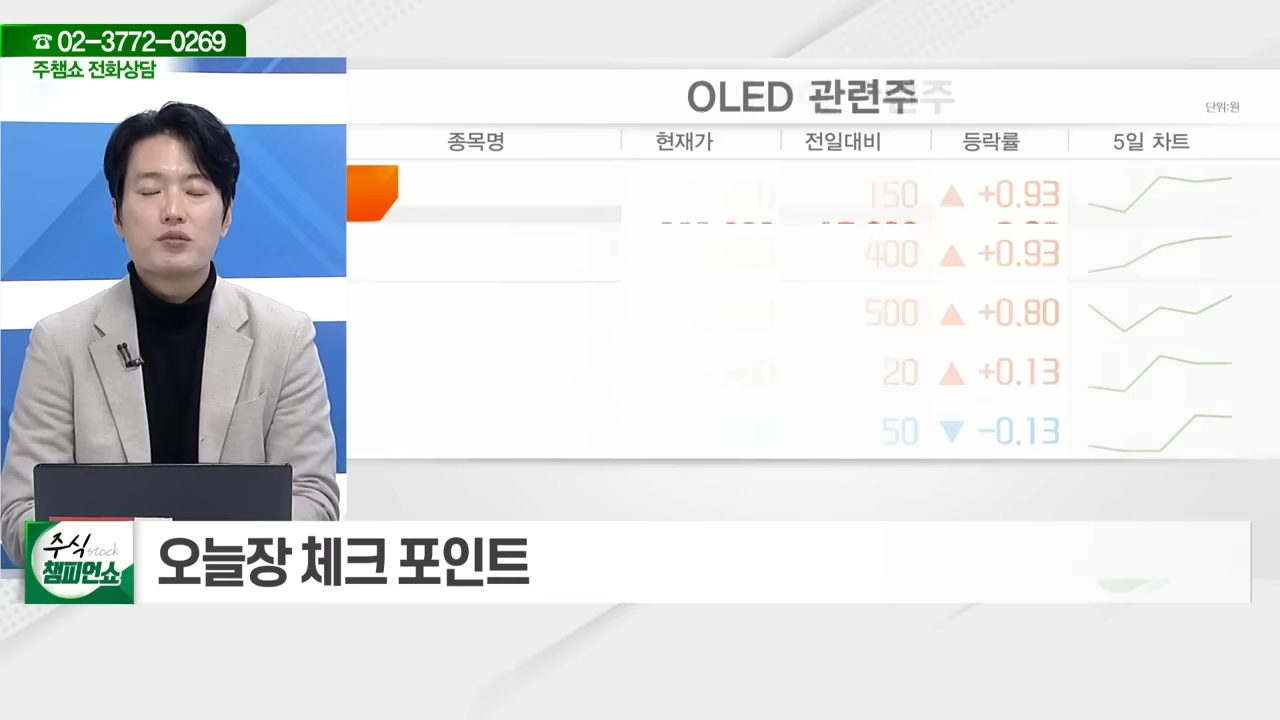 ☎ 02-3772-0269
주챔쇼 전화상담
OLED 관련주
단위:원
종목명 현재가 전일대비 등락률 5일 차트
150 ▲ +0.93
400 ▲ +0.93
500 ▲ +0.80
20 ▲ +0.13
50 ▼ -0.13
주식 stock
챔피언쇼
오늘장 체크 포인트